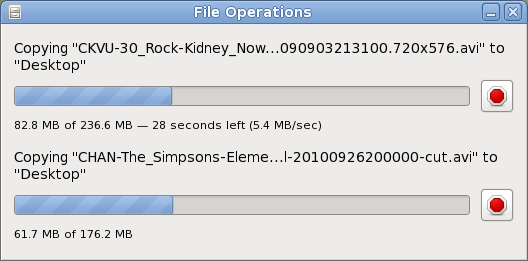 File Operations
Copying "CKVU-30_Rock-Kidney_Now...090903213100.720x576.avi" to
"Desktop"
82.8 MB of 236.6 MB — 28 seconds left (5.4 MB/sec)
Copying "CHAN-The_Simpsons-Eleme...l-20100926200000-cut.avi" to
"Desktop"
61.7 MB of 176.2 MB